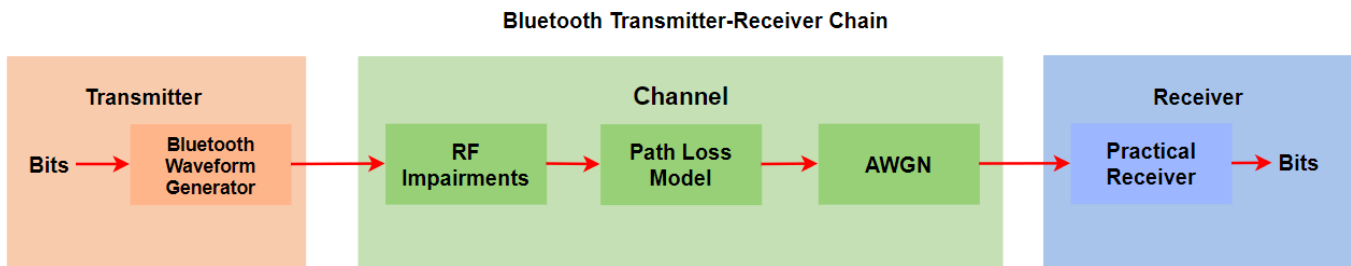 Bluetooth Transmitter-Receiver Chain
Transmitter
Bits
Bluetooth
Waveform
Generator
Channel
RF
Impairments
Path Loss
Model
AWGN
Receiver
Practical
Receiver
Bits